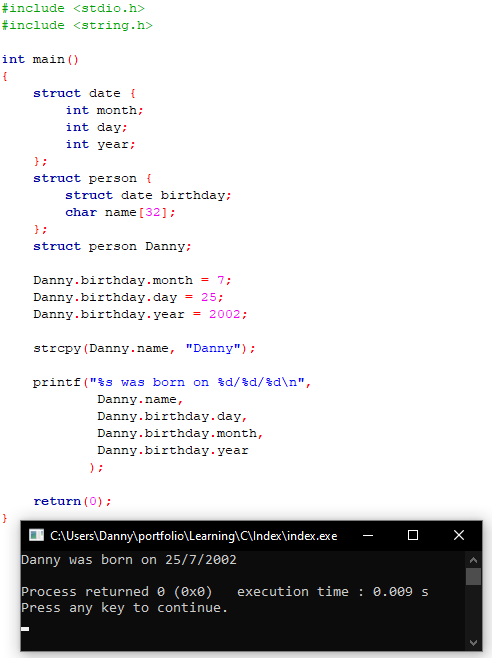 #include <stdio.h>
#include <string.h>
int main()
{
struct date {
int month;
int day;
int year;
};
struct person {
struct date birthday;
char name[32];
};
struct person Danny;
Danny.birthday.month = 7;
Danny.birthday.day = 25;
Danny.birthday.year = 2002;
strcpy(Danny.name, "Danny");
printf("%s was born on %d/%d/%d\n",
Danny.name,
Danny.birthday.day,
Danny.birthday.month,
Danny.birthday.year
);
return(0);
}
C:\Users\Danny\portfolio\Learning\C\Index\index.exe
Danny was born on 25/7/2002
Process returned 0 (0x0)   execution time : 0.009 s
Press any key to continue.